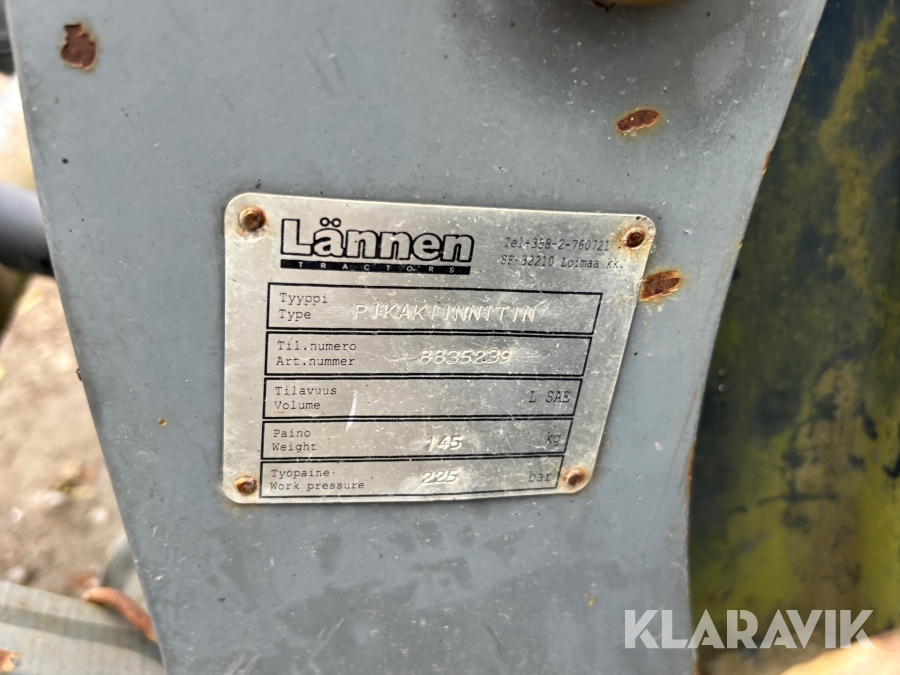 Lännen
TRACTORS
Tel+358-2-760721
SF-32210 Loimaa kk.
Tyyppi
Type
PIKAKIINNITIN
Til.numero
Art.nummer
8835239
Tilavuus
Volume
L SAE
Paino
Weight
145
kg
Työpaine
Work pressure
225
bar
KLARAVIK